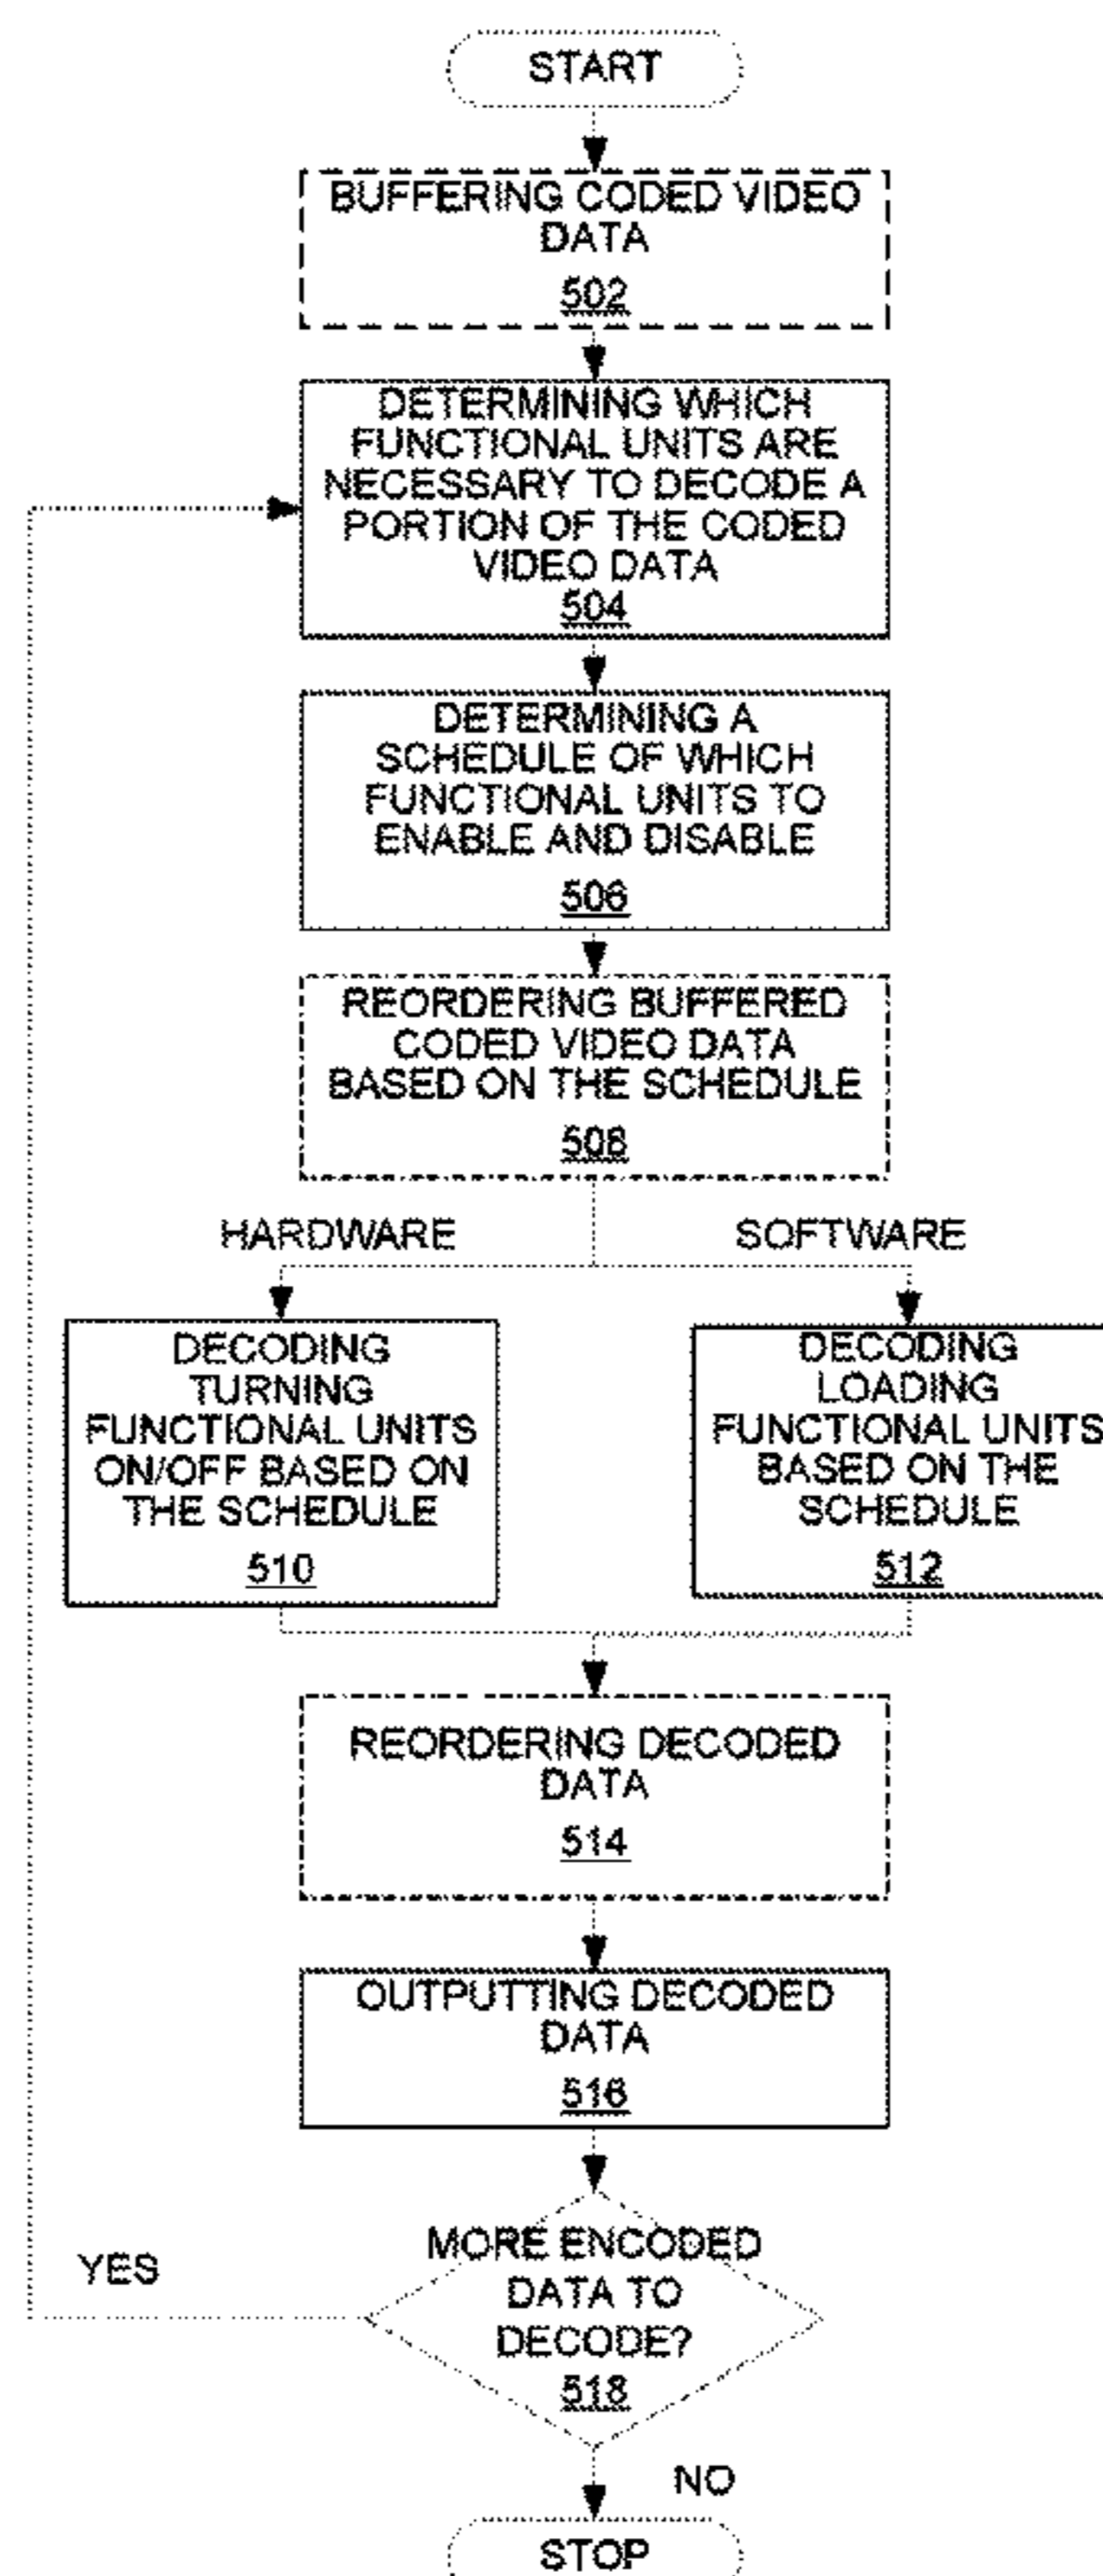 START
BUFFERING CODED VIDEO
DATA
502
DETERMINING WHICH
FUNCTIONAL UNITS ARE
NECESSARY TO DECODE A
PORTION OF THE CODED
VIDEO DATA
504
DETERMINING A
SCHEDULE OF WHICH
FUNCTIONAL UNITS TO
ENABLE AND DISABLE
506
REORDERING BUFFERED
CODED VIDEO DATA
BASED ON THE SCHEDULE
508
HARDWARE
SOFTWARE
DECODING
TURNING
FUNCTIONAL UNITS
ON/OFF BASED ON
THE SCHEDULE
510
DECODING
LOADING
FUNCTIONAL UNITS
BASED ON THE
SCHEDULE
512
REORDERING DECODED
DATA
514
OUTPUTTING DECODED
DATA
516
MORE ENCODED
DATA TO
DECODE?
518
YES
NO
STOP